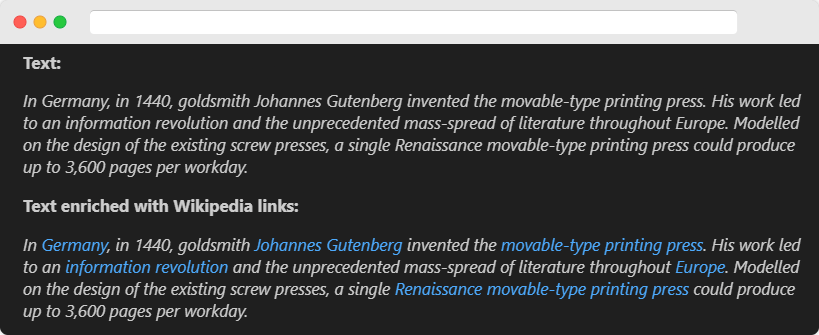 Text:
In Germany, in 1440, goldsmith Johannes Gutenberg invented the movable-type printing press. His work led
to an information revolution and the unprecedented mass-spread of literature throughout Europe. Modelled
on the design of the existing screw presses, a single Renaissance movable-type printing press could produce
up to 3,600 pages per workday.
Text enriched with Wikipedia links:
In Germany, in 1440, goldsmith Johannes Gutenberg invented the movable-type printing press. His work led
to an information revolution and the unprecedented mass-spread of literature throughout Europe. Modelled
on the design of the existing screw presses, a single Renaissance movable-type printing press could produce
up to 3,600 pages per workday.